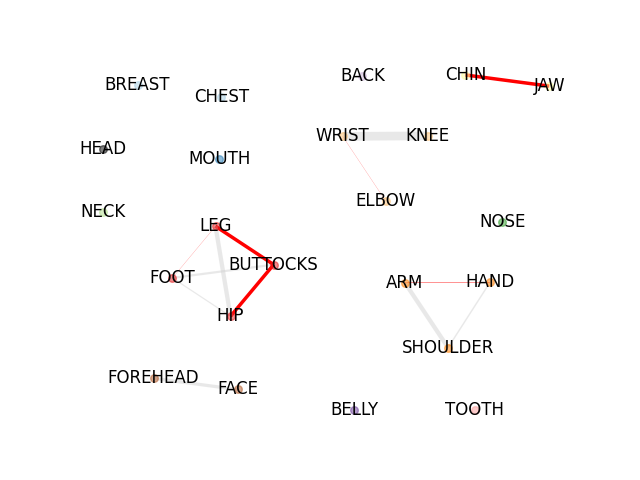 BACK
CHIN
BREAST
JAW
CHEST
WRIST
KNEE
HEAD
MOUTH
ELBOW
NECK
NOSE
LEG
BUTTOCKS
FOOT
ARM
HAND
HIP
SHOULDER
FOREHEAD
FACE
BELLY
TOOTH